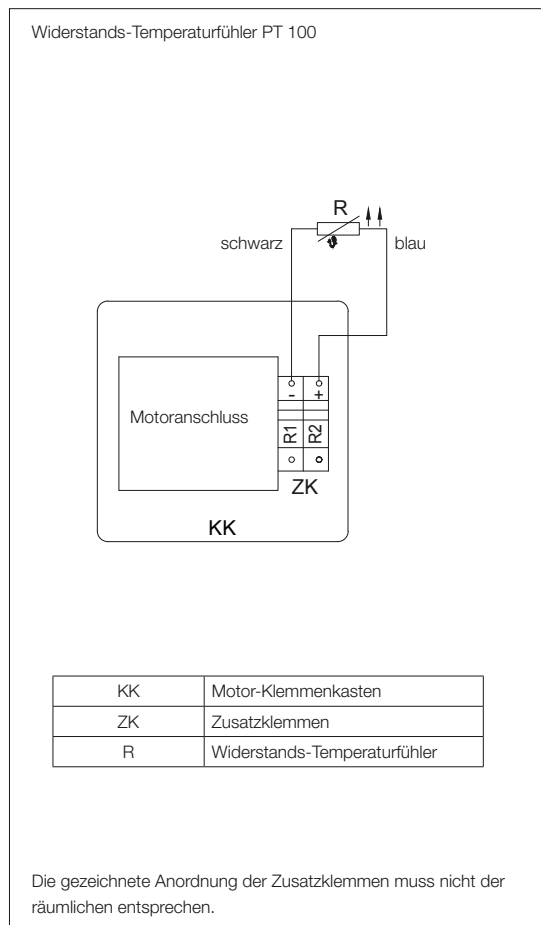 Widerstands-Temperaturfühler PT 100
R
schwarz
blau
Motoranschluss
- +
R1 R2
ZK
KK
KK Motor-Klemmenkasten
ZK Zusatzklemmen
R Widerstands-Temperaturfühler
Die gezeichnete Anordnung der Zusatzklemmen muss nicht der
räumlichen entsprechen.